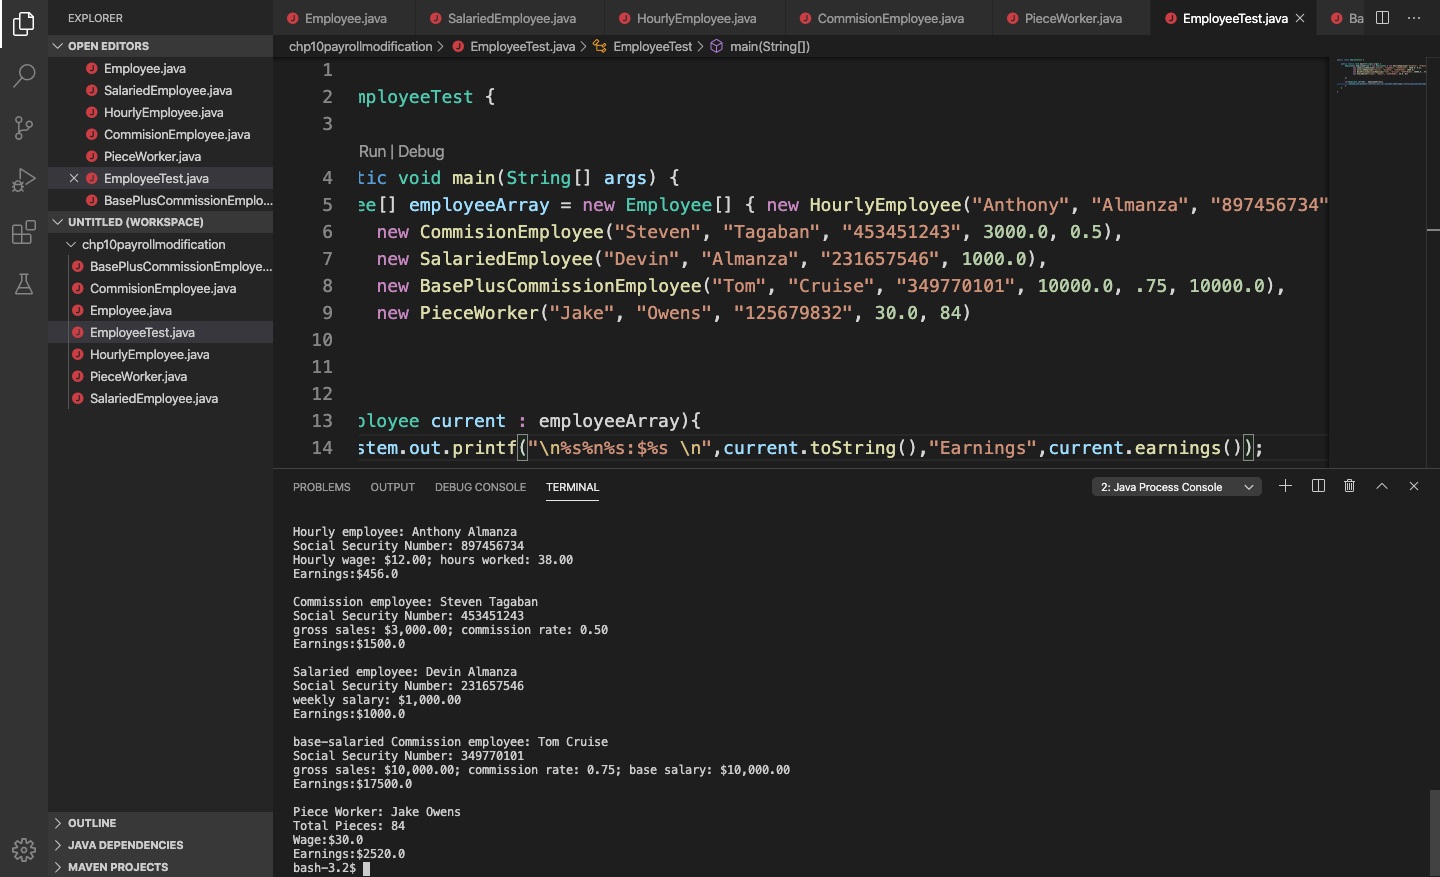 EXPLORER
OPEN EDITORS
Employee.java
SalariedEmployee.java
HourlyEmployee.java
CommisionEmployee.java
PieceWorker.java
EmployeeTest.java
BasePlusCommissionEmplo...
UNTITLED (WORKSPACE)
chp10payrollmodification
BasePlusCommissionEmploye...
CommisionEmployee.java
Employee.java
EmployeeTest.java
HourlyEmployee.java
PieceWorker.java
SalariedEmployee.java
OUTLINE
JAVA DEPENDENCIES
MAVEN PROJECTS
Employee.java SalariedEmployee.java HourlyEmployee.java CommisionEmployee.java PieceWorker.java EmployeeTest.java Ba
chp10payrollmodification > EmployeeTest.java > EmployeeTest > main(String[])
1
2 mployeeTest {
3
Run | Debug
4 tic void main(String[] args) {
5 ee[] employeeArray = new Employee[] { new HourlyEmployee("Anthony", "Almanza", "897456734"
6 new CommisionEmployee("Steven", "Tagaban", "453451243", 3000.0, 0.5),
7 new SalariedEmployee("Devin", "Almanza", "231657546", 1000.0),
8 new BasePlusCommissionEmployee("Tom", "Cruise", "349770101", 10000.0, .75, 10000.0),
9 new PieceWorker("Jake", "Owens", "125679832", 30.0, 84)
10
11
12
13 ployee current : employeeArray){
14 stem.out.printf("\n%s%n%s:$%s \n",current.toString(),"Earnings",current.earnings());
PROBLEMS OUTPUT DEBUG CONSOLE TERMINAL 2: Java Process Console
Hourly employee: Anthony Almanza
Social Security Number: 897456734
Hourly wage: $12.00; hours worked: 38.00
Earnings:$456.0
Commission employee: Steven Tagaban
Social Security Number: 453451243
gross sales: $3,000.00; commission rate: 0.50
Earnings:$1500.0
Salaried employee: Devin Almanza
Social Security Number: 231657546
weekly salary: $1,000.00
Earnings:$1000.0
base-salaried Commission employee: Tom Cruise
Social Security Number: 349770101
gross sales: $10,000.00; commission rate: 0.75; base salary: $10,000.00
Earnings:$17500.0
Piece Worker: Jake Owens
Total Pieces: 84
Wage:$30.0
Earnings:$2520.0
bash-3.2$